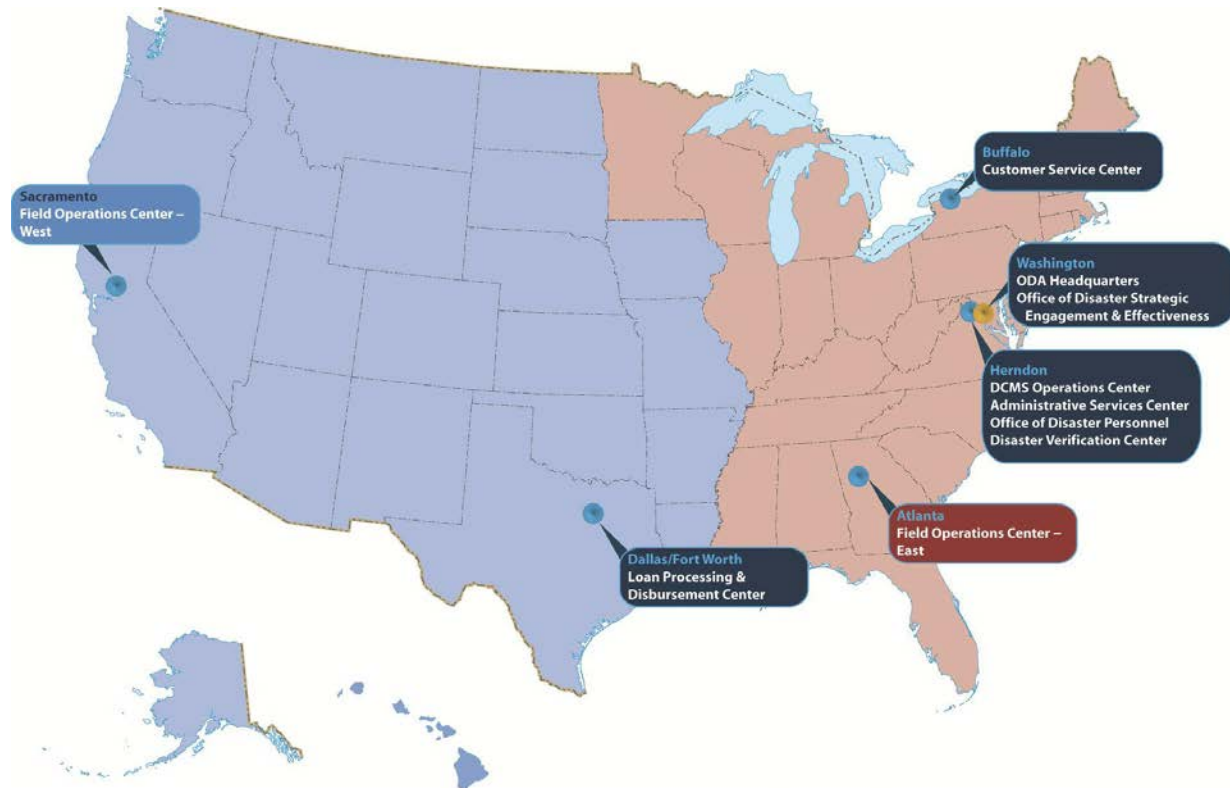 Buffalo
Customer Service Center
Sacramento
Field Operations Center –
West
Washington
ODA Headquarters
Office of Disaster Strategic
Engagement & Effectiveness
Herndon
DCMS Operations Center
Administrative Services Center
Office of Disaster Personnel
Disaster Verification Center
Atlanta
Field Operations Center –
East
Dallas/Fort Worth
Loan Processing &
Disbursement Center